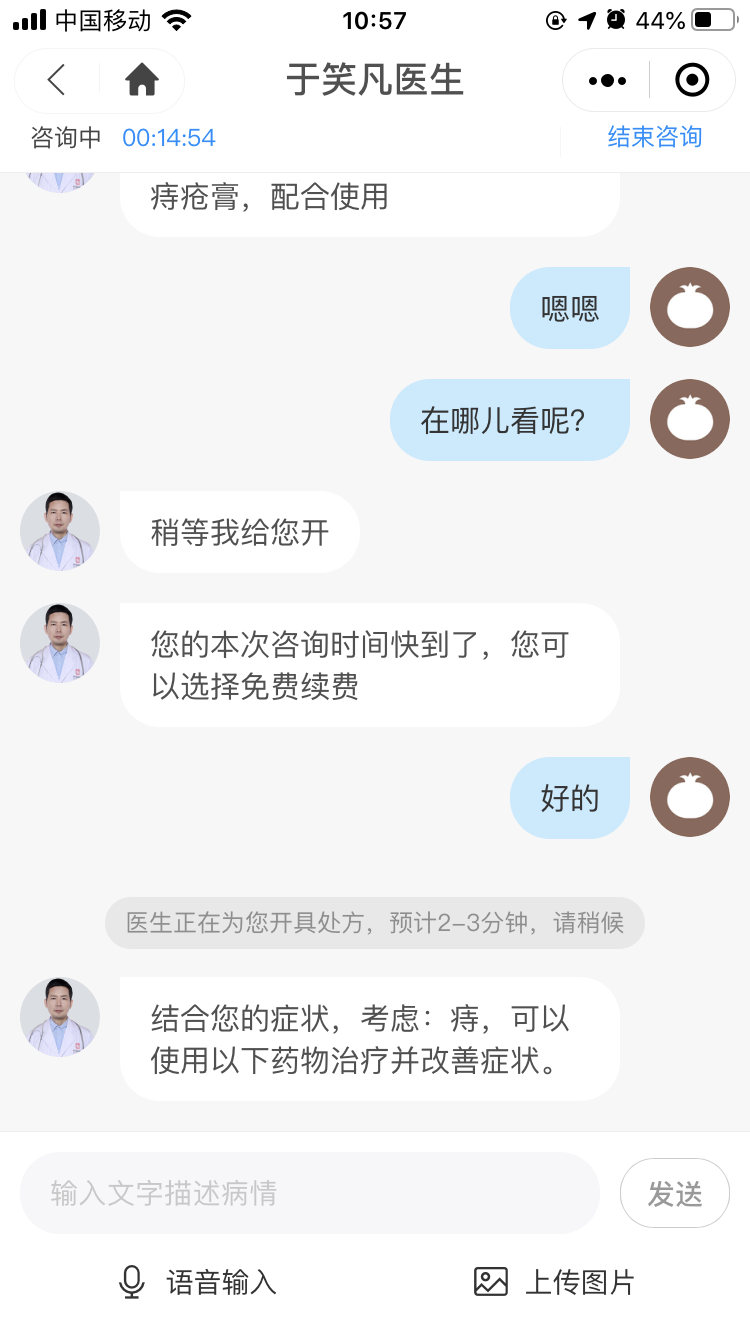 中国移动 10:57 44%
于笑凡医生
咨询中 00:14:54 结束咨询
痔疮膏，配合使用
嗯嗯
在哪儿看呢？
稍等我给您开
您的本次咨询时间快到了，您可
以选择免费续费
好的
医生正在为您开具处方，预计2-3分钟，请稍候
结合您的症状，考虑：痔，可以
使用以下药物治疗并改善症状。
输入文字描述病情 发送
语音输入 上传图片